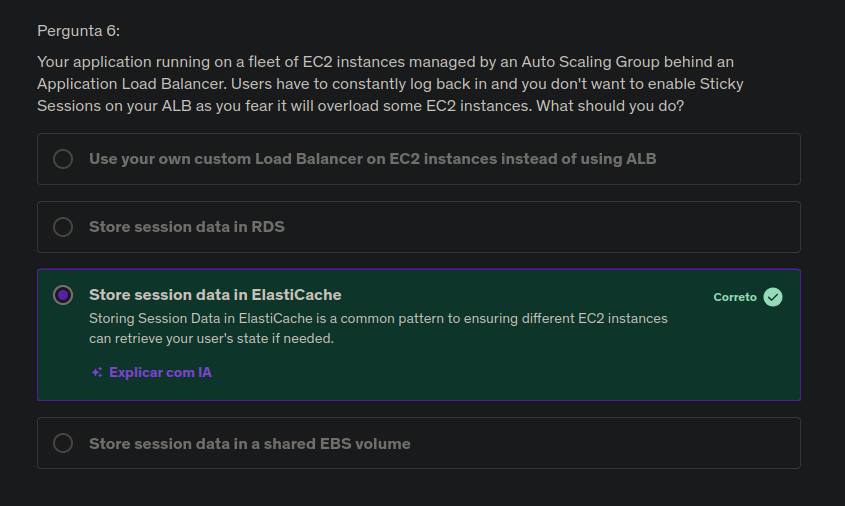 Pergunta 6:
Your application running on a fleet of EC2 instances managed by an Auto Scaling Group behind an
Application Load Balancer. Users have to constantly log back in and you don't want to enable Sticky
Sessions on your ALB as you fear it will overload some EC2 instances. What should you do?
Use your own custom Load Balancer on EC2 instances instead of using ALB
Store session data in RDS
Store session data in ElastiCache
Correto
Storing Session Data in ElastiCache is a common pattern to ensuring different EC2 instances
can retrieve your user's state if needed.
Explicar com IA
Store session data in a shared EBS volume